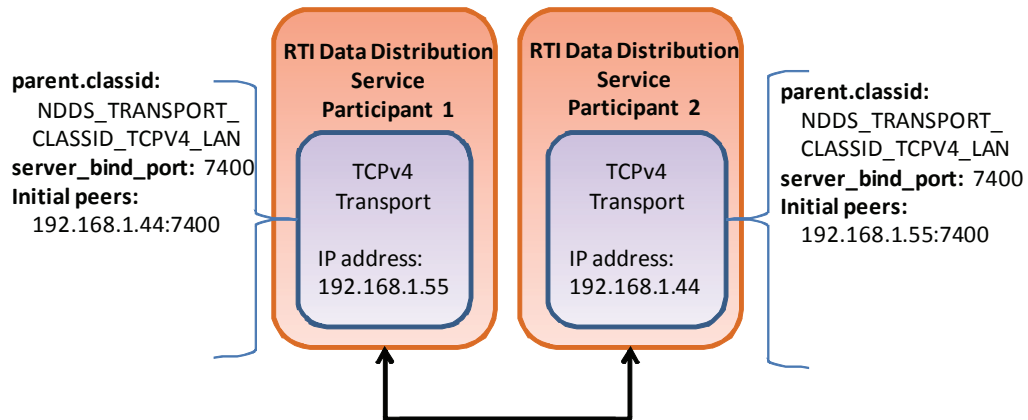 parent.classid:
NDDS_TRANSPORT_
CLASSID_TCPV4_LAN
server_bind_port: 7400
Initial peers:
192.168.1.44:7400
RTI Data Distribution
Service
Participant 1
TCPv4
Transport
IP address:
192.168.1.55
RTI Data Distribution
Service
Participant 2
TCPv4
Transport
IP address:
192.168.1.44
parent.classid:
NDDS_TRANSPORT_
CLASSID_TCPV4_LAN
server_bind_port: 7400
Initial peers:
192.168.1.55:7400